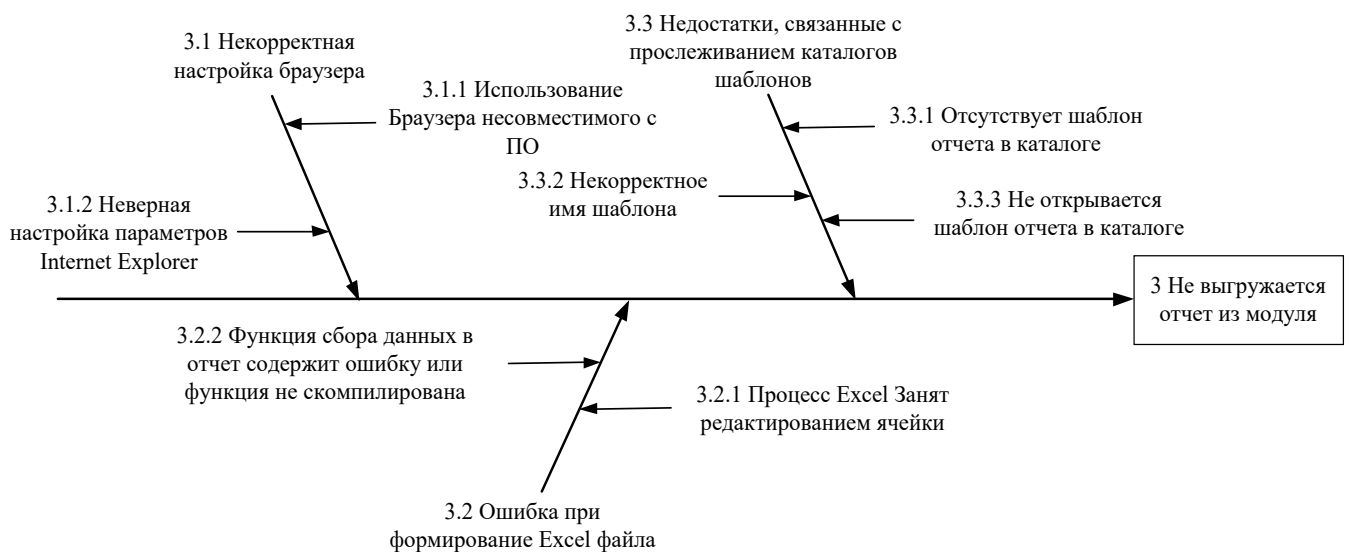 3.1 Некорректная
настройка браузера
3.1.1 Использование
Браузера несовместимого с
ПО
3.1.2 Неверная
настройка параметров
Internet Explorer
3.3 Недостатки, связанные с
прослеживанием каталогов
шаблонов
3.3.1 Отсутствует шаблон
отчета в каталоге
3.3.2 Некорректное
имя шаблона
3.3.3 Не открывается
шаблон отчета в каталоге
3 Не выгружается
отчет из модуля
3.2.2 Функция сбора данных в
отчет содержит ошибку или
функция не скомпилирована
3.2.1 Процесс Excel Занят
редактированием ячейки
3.2 Ошибка при
формирование Excel файла